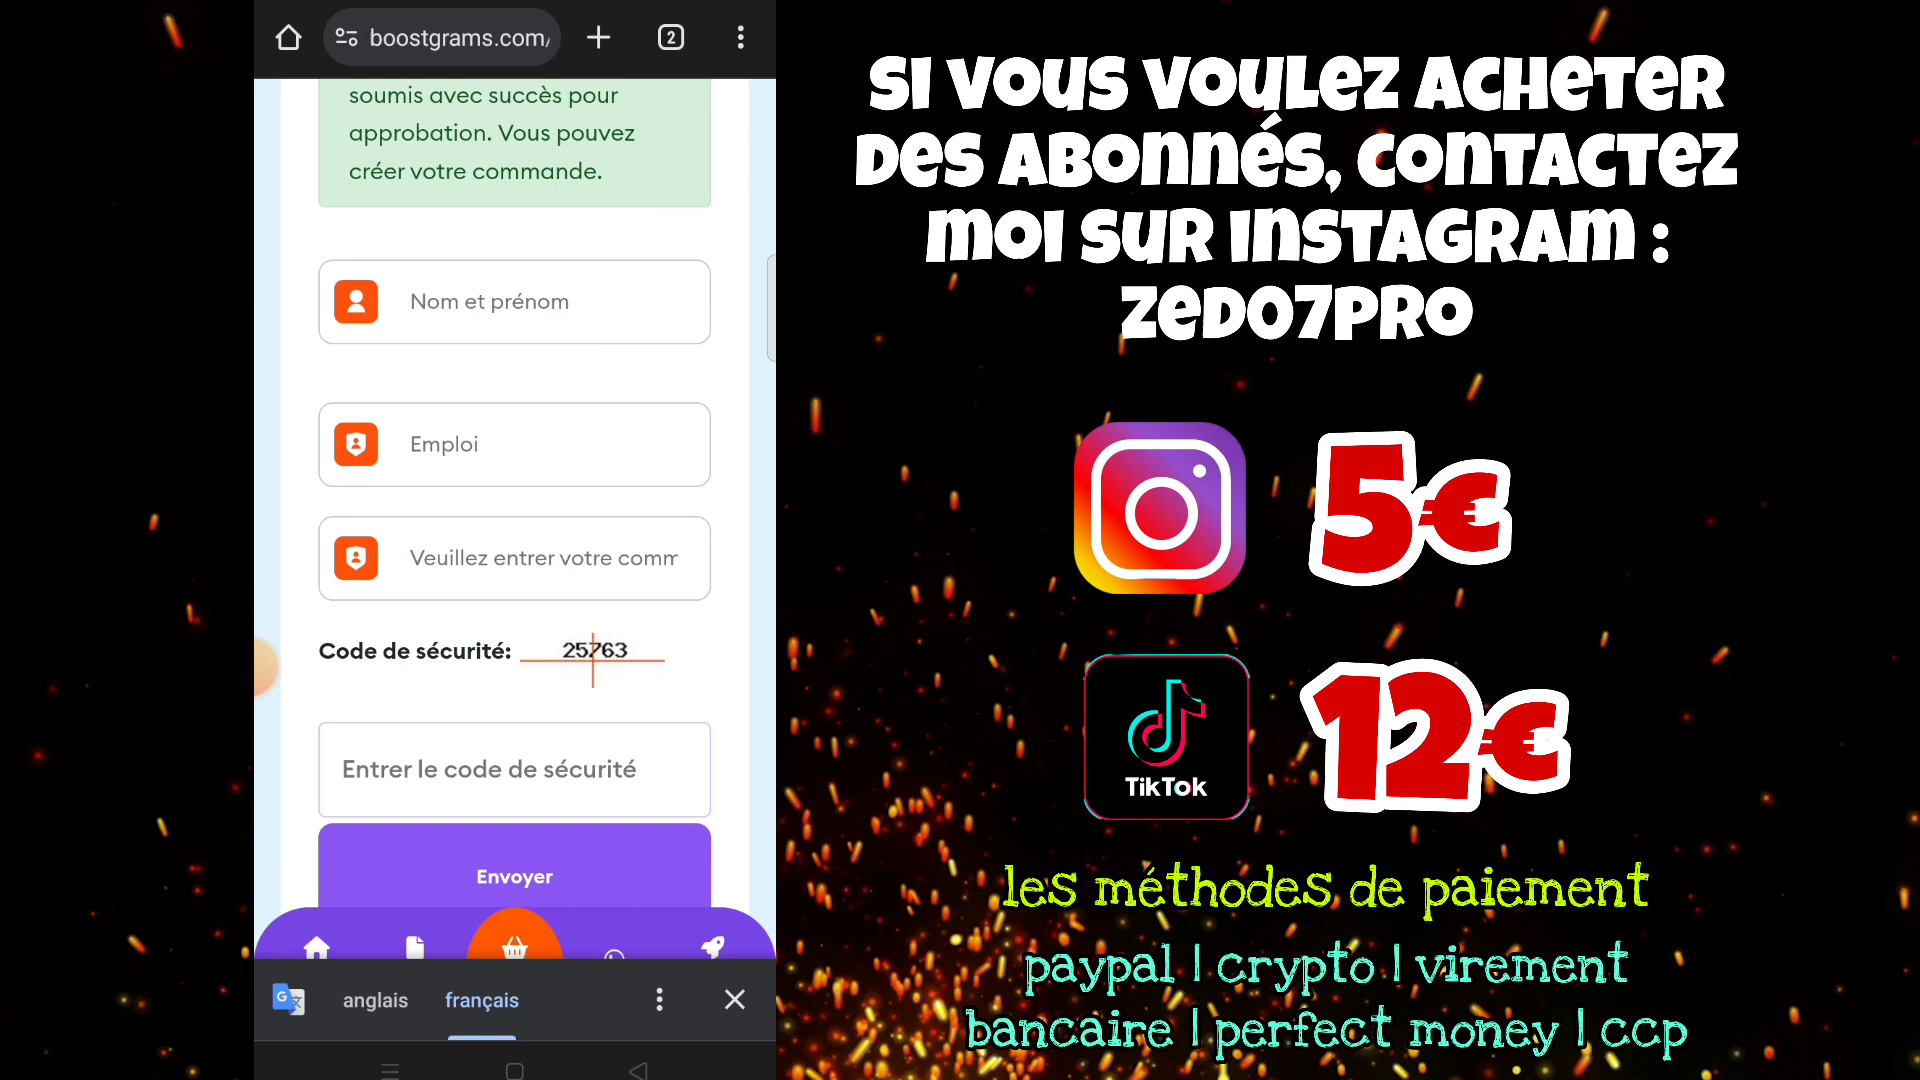 boostgrams.com/
2
soumis avec succès pour
approbation. Vous pouvez
créer votre commande.
Nom et prénom
Emploi
Veuillez entrer votre comm
Code de sécurité: 25763
Entrer le code de sécurité
Envoyer
anglais français
SI VOUS VOULEZ ACHETER
DES ABONNÉS, CONTACTEZ
MOI SUR INSTAGRAM :
ZED07PRO
5€
TikTok
12€
les méthodes de paiement
paypal | crypto | virement
bancaire | perfect money | ccp